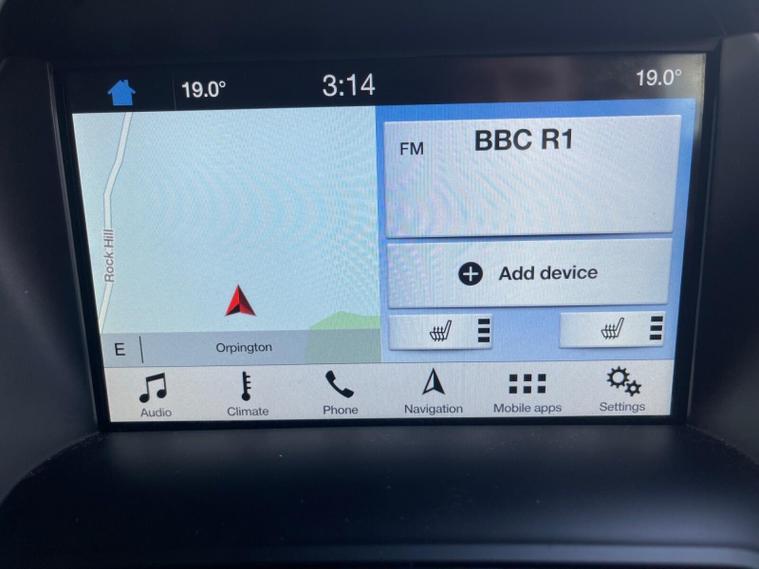 19.0°
3:14
19.0°
Rock Hill
E
Orpington
FM
BBC R1
Add device
Audio
Climate
Phone
Navigation
Mobile apps
Settings